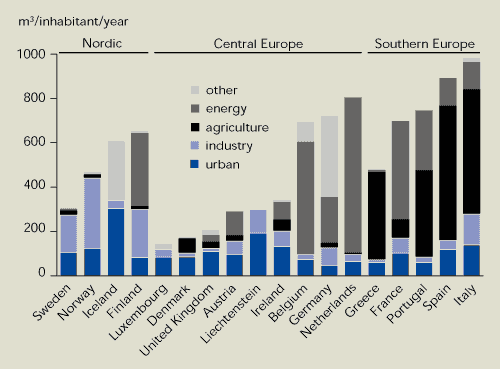 m³/inhabitant/year
Nordic Central Europe Southern Europe
1000
800
600
400
200
0
other
energy
agriculture
industry
urban
Sweden
Norway
Iceland
Finland
Luxembourg
Denmark
United Kingdom
Austria
Liechtenstein
Ireland
Belgium
Germany
Netherlands
Greece
France
Portugal
Spain
Italy